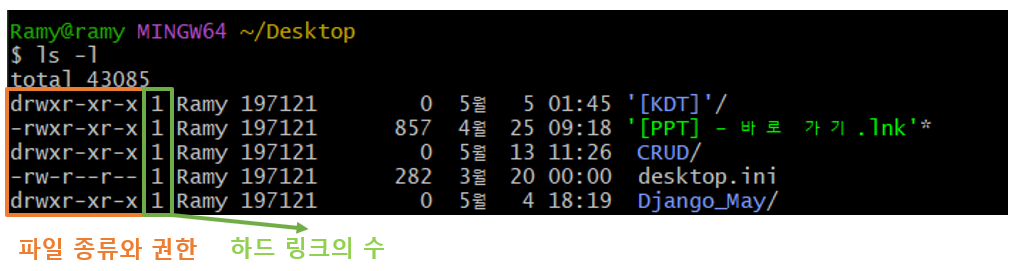 Ramy@ramy MINGW64 ~/Desktop
$ ls -l
total 43085
drwxr-xr-x 1 Ramy 197121 0 5월 5 01:45 '[KDT]'/
-rwxr-xr-x 1 Ramy 197121 857 4월 25 09:18 '[PPT] - 바로 가기.lnk'*
drwxr-xr-x 1 Ramy 197121 0 5월 13 11:26 CRUD/
-rw-r--r-- 1 Ramy 197121 282 3월 20 00:00 desktop.ini
drwxr-xr-x 1 Ramy 197121 0 5월 4 18:19 Django_May/
파일 종류와 권한 하드 링크의 수